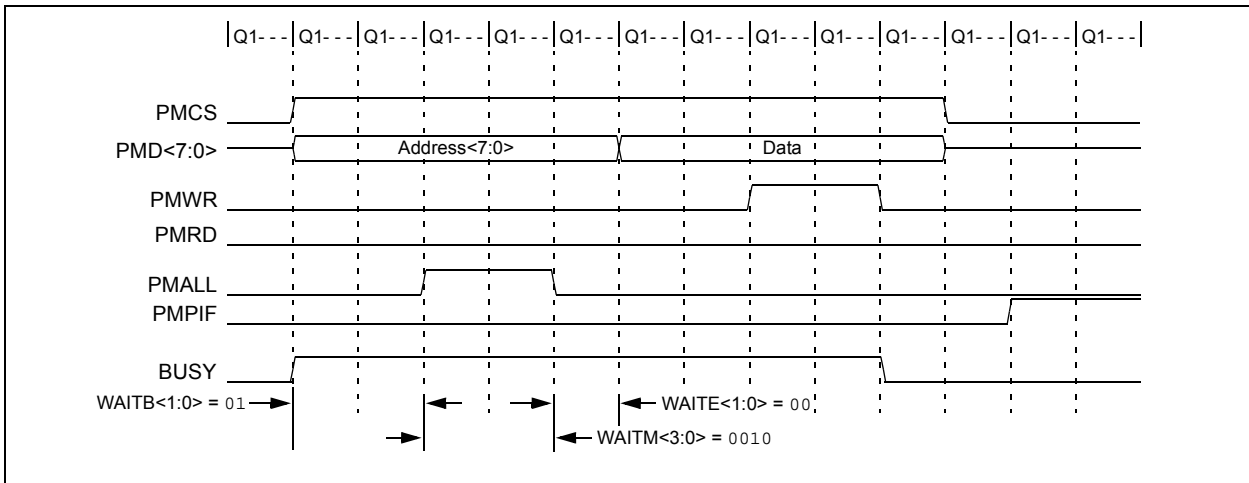 Q1- - - Q1- - - Q1- - - Q1- - - Q1- - - Q1- - - Q1- - - Q1- - - Q1- - - Q1- - - Q1- - - Q1- - - Q1- - - Q1- - -
PMCS
PMD<7:0> Address<7:0> Data
PMWR
PMRD
PMALL
PMPIF
BUSY
WAITB<1:0> = 01 WAITE<1:0> = 00
WAITM<3:0> = 0010